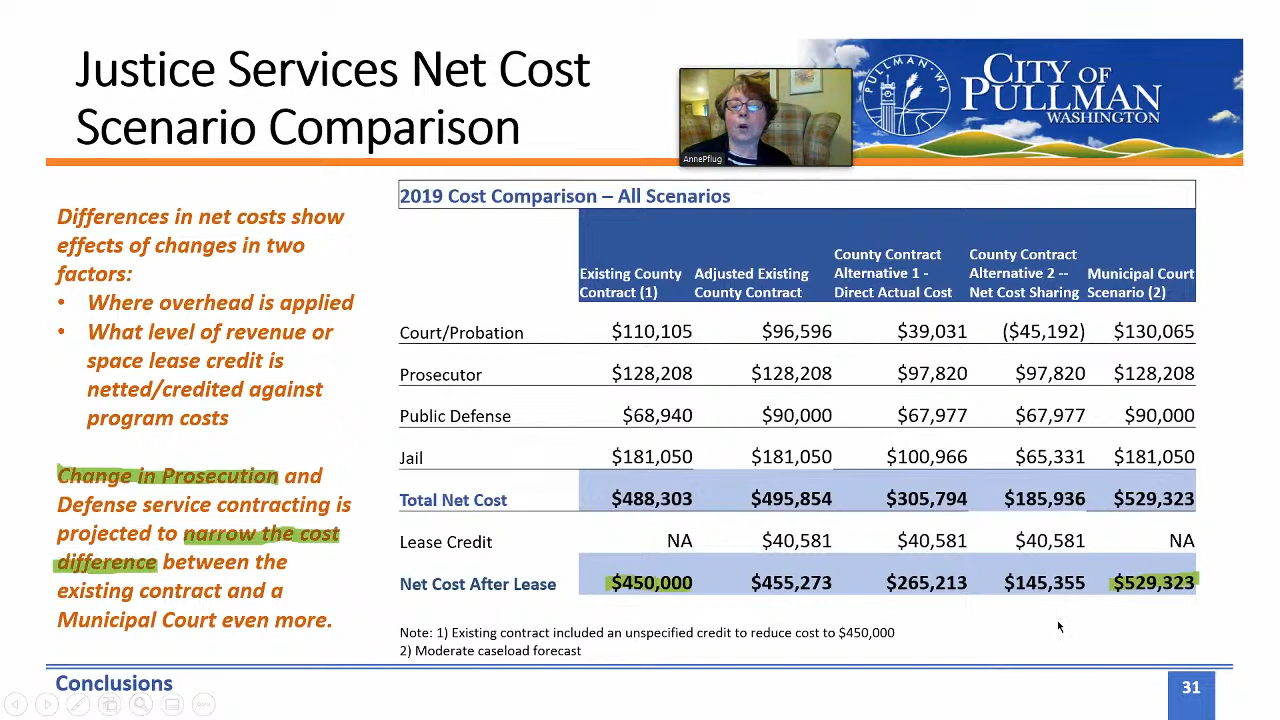 Justice Services Net Cost
Scenario Comparison
AnnePflug
PULLMAN, WA
CITY OF
PULLMAN
WASHINGTON
Differences in net costs show
effects of changes in two
factors:
• Where overhead is applied
• What level of revenue or
space lease credit is
netted/credited against
program costs
Change in Prosecution and
Defense service contracting is
projected to narrow the cost
difference between the
existing contract and a
Municipal Court even more.
2019 Cost Comparison – All Scenarios
Existing County Contract (1) Adjusted Existing County Contract County Contract Alternative 1 - Direct Actual Cost County Contract Alternative 2 -- Net Cost Sharing Municipal Court Scenario (2)
Court/Probation $110,105 $96,596 $39,031 ($45,192) $130,065
Prosecutor $128,208 $128,208 $97,820 $97,820 $128,208
Public Defense $68,940 $90,000 $67,977 $67,977 $90,000
Jail $181,050 $181,050 $100,966 $65,331 $181,050
Total Net Cost $488,303 $495,854 $305,794 $185,936 $529,323
Lease Credit NA $40,581 $40,581 $40,581 NA
Net Cost After Lease $450,000 $455,273 $265,213 $145,355 $529,323
Note: 1) Existing contract included an unspecified credit to reduce cost to $450,000
2) Moderate caseload forecast
Conclusions
31